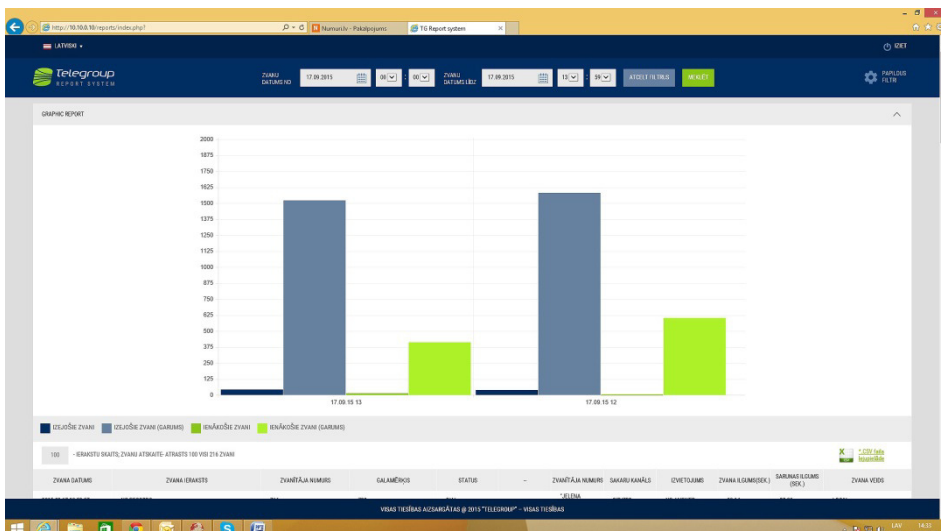 http://10.10.0.10/reports/index.php?
Numuri.lv - Pakalpojums
TG Report system
LATVISKI
IZIET
Telegroup
REPORT SYSTEM
ZVANU DATUMS NO
17.09.2015
00 : 00
ZVANU DATUMS LĪDZ
17.09.2015
13 : 59
ATCELT FILTRUS
MEKLĒT
PAPILDUS FILTRI
GRAPHIC REPORT
2000
1875
1750
1625
1500
1375
1250
1125
1000
875
750
625
500
375
250
125
0
17.09.15 13
17.09.15 12
IZEJOŠIE ZVANI
IZEJOŠIE ZVANI (GARUMS)
IENĀKOŠIE ZVANI
IENĀKOŠIE ZVANI (GARUMS)
100 - IERAKSTU SKAITS; ZVANU ATSKAITE- ATRASTS 100 VISI 216 ZVANI
*.CSV faila
ZVANA DATUMS
ZVANA IERAKSTS
ZVANĪTĀJA NUMURS
GALAMĒRĶIS
STATUS
–
ZVANĪTĀJA NUMURS
SAKARU KANĀLS
IZVIETOJUMS
ZVANA ILGUMS(SEK.)
SARUNAS ILGUMS (SEK.)
ZVANA VEIDS
"JELENA
VISAS TIESĪBAS AIZSARGĀTAS @ 2015 "TELEGROUP" – VISAS TIESĪBAS
LAV
14:33